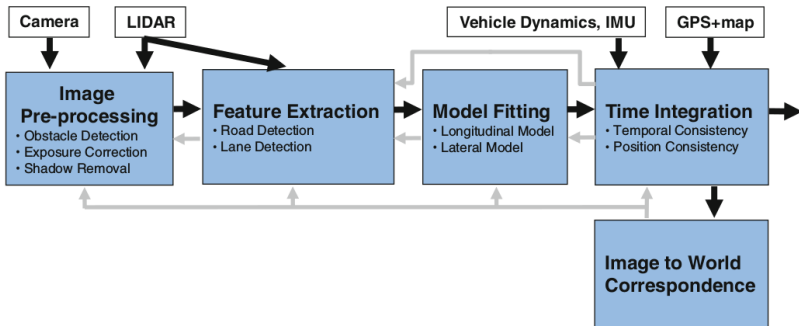 Camera
LIDAR
Vehicle Dynamics, IMU
GPS+map
Image
Pre-processing
• Obstacle Detection
• Exposure Correction
• Shadow Removal
Feature Extraction
• Road Detection
• Lane Detection
Model Fitting
• Longitudinal Model
• Lateral Model
Time Integration
• Temporal Consistency
• Position Consistency
Image to World
Correspondence